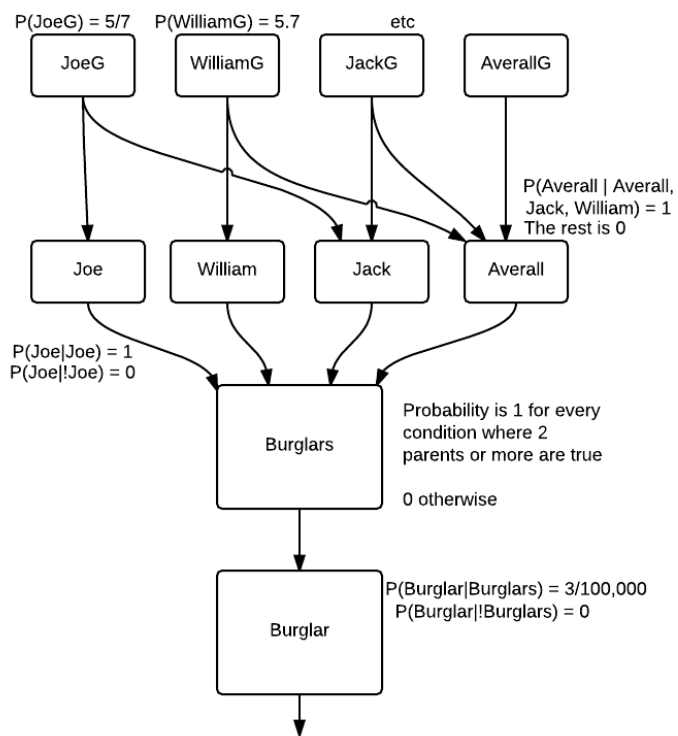 P(JoeG) = 5/7
P(WilliamG) = 5.7
etc
JoeG
WilliamG
JackG
AverallG
P(Averall | Averall,
Jack, William) = 1
The rest is 0
Joe
William
Jack
Averall
P(Joe|Joe) = 1
P(Joe|!Joe) = 0
Burglars
Probability is 1 for every
condition where 2
parents or more are true
0 otherwise
Burglar
P(Burglar|Burglars) = 3/100,000
P(Burglar|!Burglars) = 0